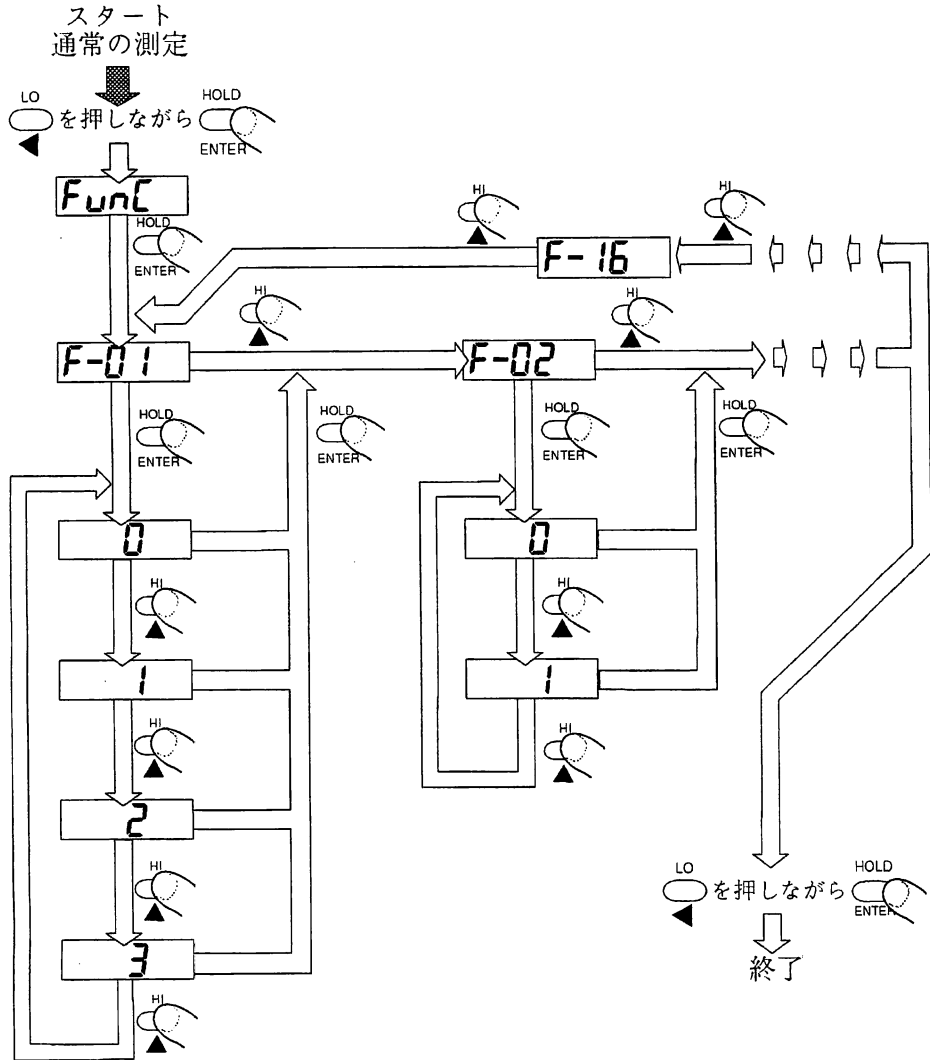 スタート
通常の測定
LO
を押しながら
HOLD
ENTER
FunC
HOLD
ENTER
HI
HI
F-16
HI
HI
F-01
F-02
HOLD
ENTER
HOLD
ENTER
HOLD
ENTER
HOLD
ENTER
0
0
HI
HI
1
1
HI
HI
2
HI
3
HI
LO
を押しながら
HOLD
ENTER
終了